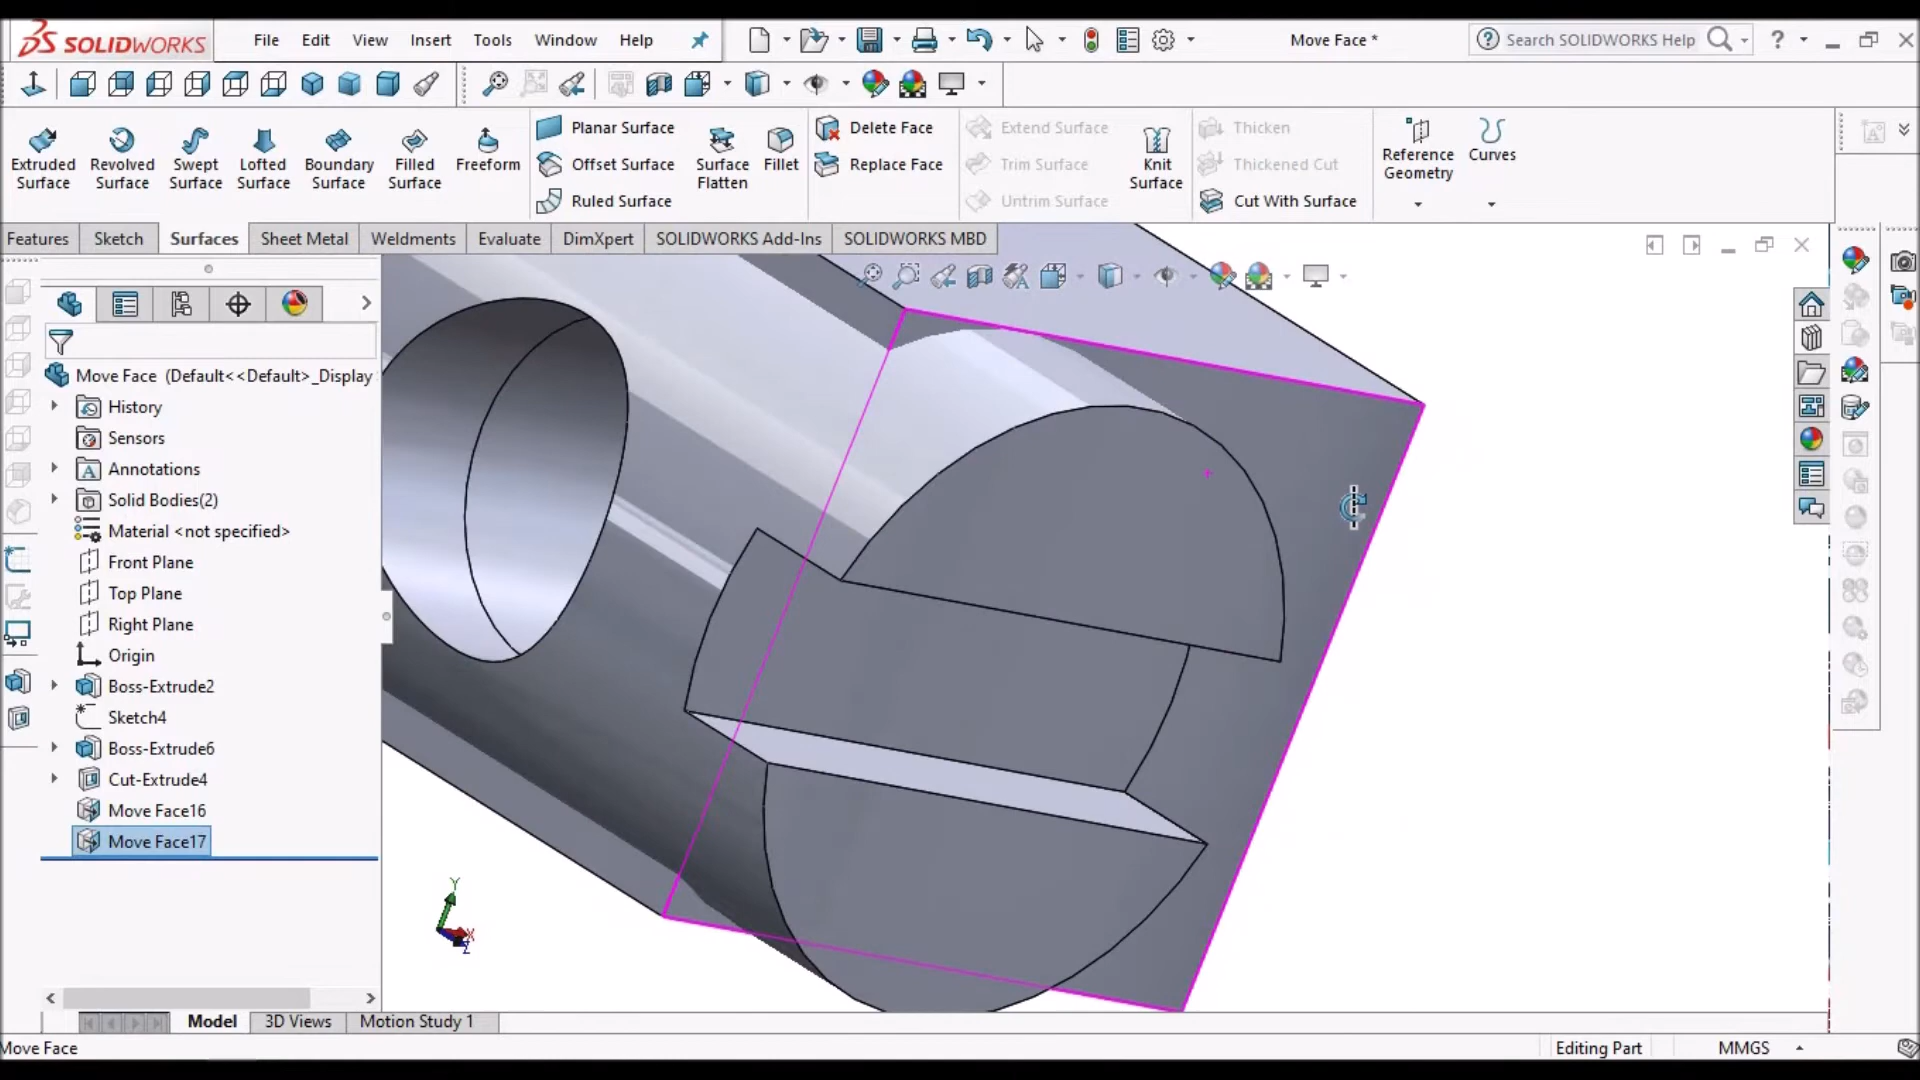 SOLIDWORKS
File Edit View Insert Tools Window Help
Move Face *
Search SOLIDWORKS Help
Extruded Surface
Revolved Surface
Swept Surface
Lofted Surface
Boundary Surface
Filled Surface
Freeform
Planar Surface
Offset Surface
Ruled Surface
Surface Flatten
Fillet
Delete Face
Replace Face
Extend Surface
Trim Surface
Untrim Surface
Knit Surface
Thicken
Thickened Cut
Cut With Surface
Reference Geometry
Curves
Features Sketch Surfaces Sheet Metal Weldments Evaluate DimXpert SOLIDWORKS Add-Ins SOLIDWORKS MBD
Move Face (Default<<Default>_Display
History
Sensors
Annotations
Solid Bodies(2)
Material <not specified>
Front Plane
Top Plane
Right Plane
Origin
Boss-Extrude2
Sketch4
Boss-Extrude6
Cut-Extrude4
Move Face16
Move Face17
Y
X
Z
Model 3D Views Motion Study 1
Move Face
Editing Part
MMGS